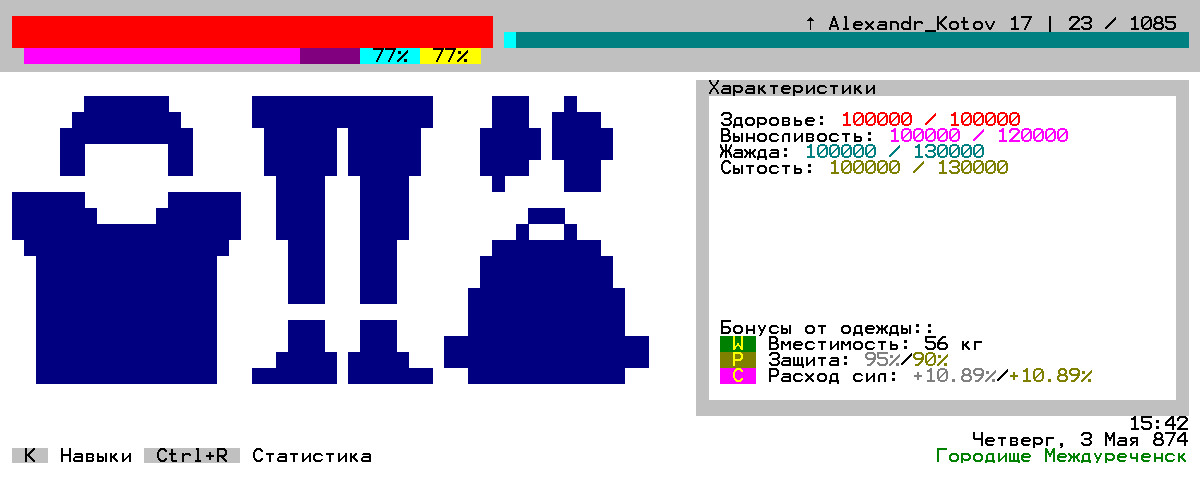 ↑ Alexandr_Kotov 17 | 23 / 1085
77% 77%
Характеристики
Здоровье: 100000 / 100000
Выносливость: 100000 / 120000
Жажда: 100000 / 130000
Сытость: 100000 / 130000
Бонусы от одежды::
W Вместимость: 56 кг
P Защита: 95%/90%
C Расход сил: +10.89%/+10.89%
15:42
Четверг, 3 Мая 874
Городище Междуреченск
K Навыки Ctrl+R Статистика